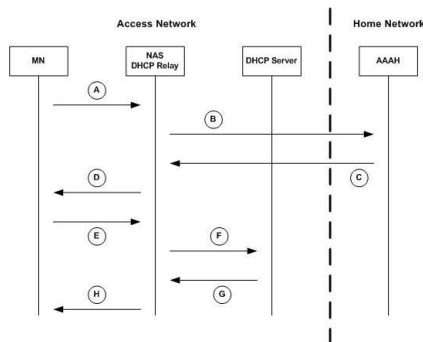 Access Network
Home Network
MN
NAS
DHCP Relay
DHCP Server
AAAH
A
B
C
D
E
F
G
H